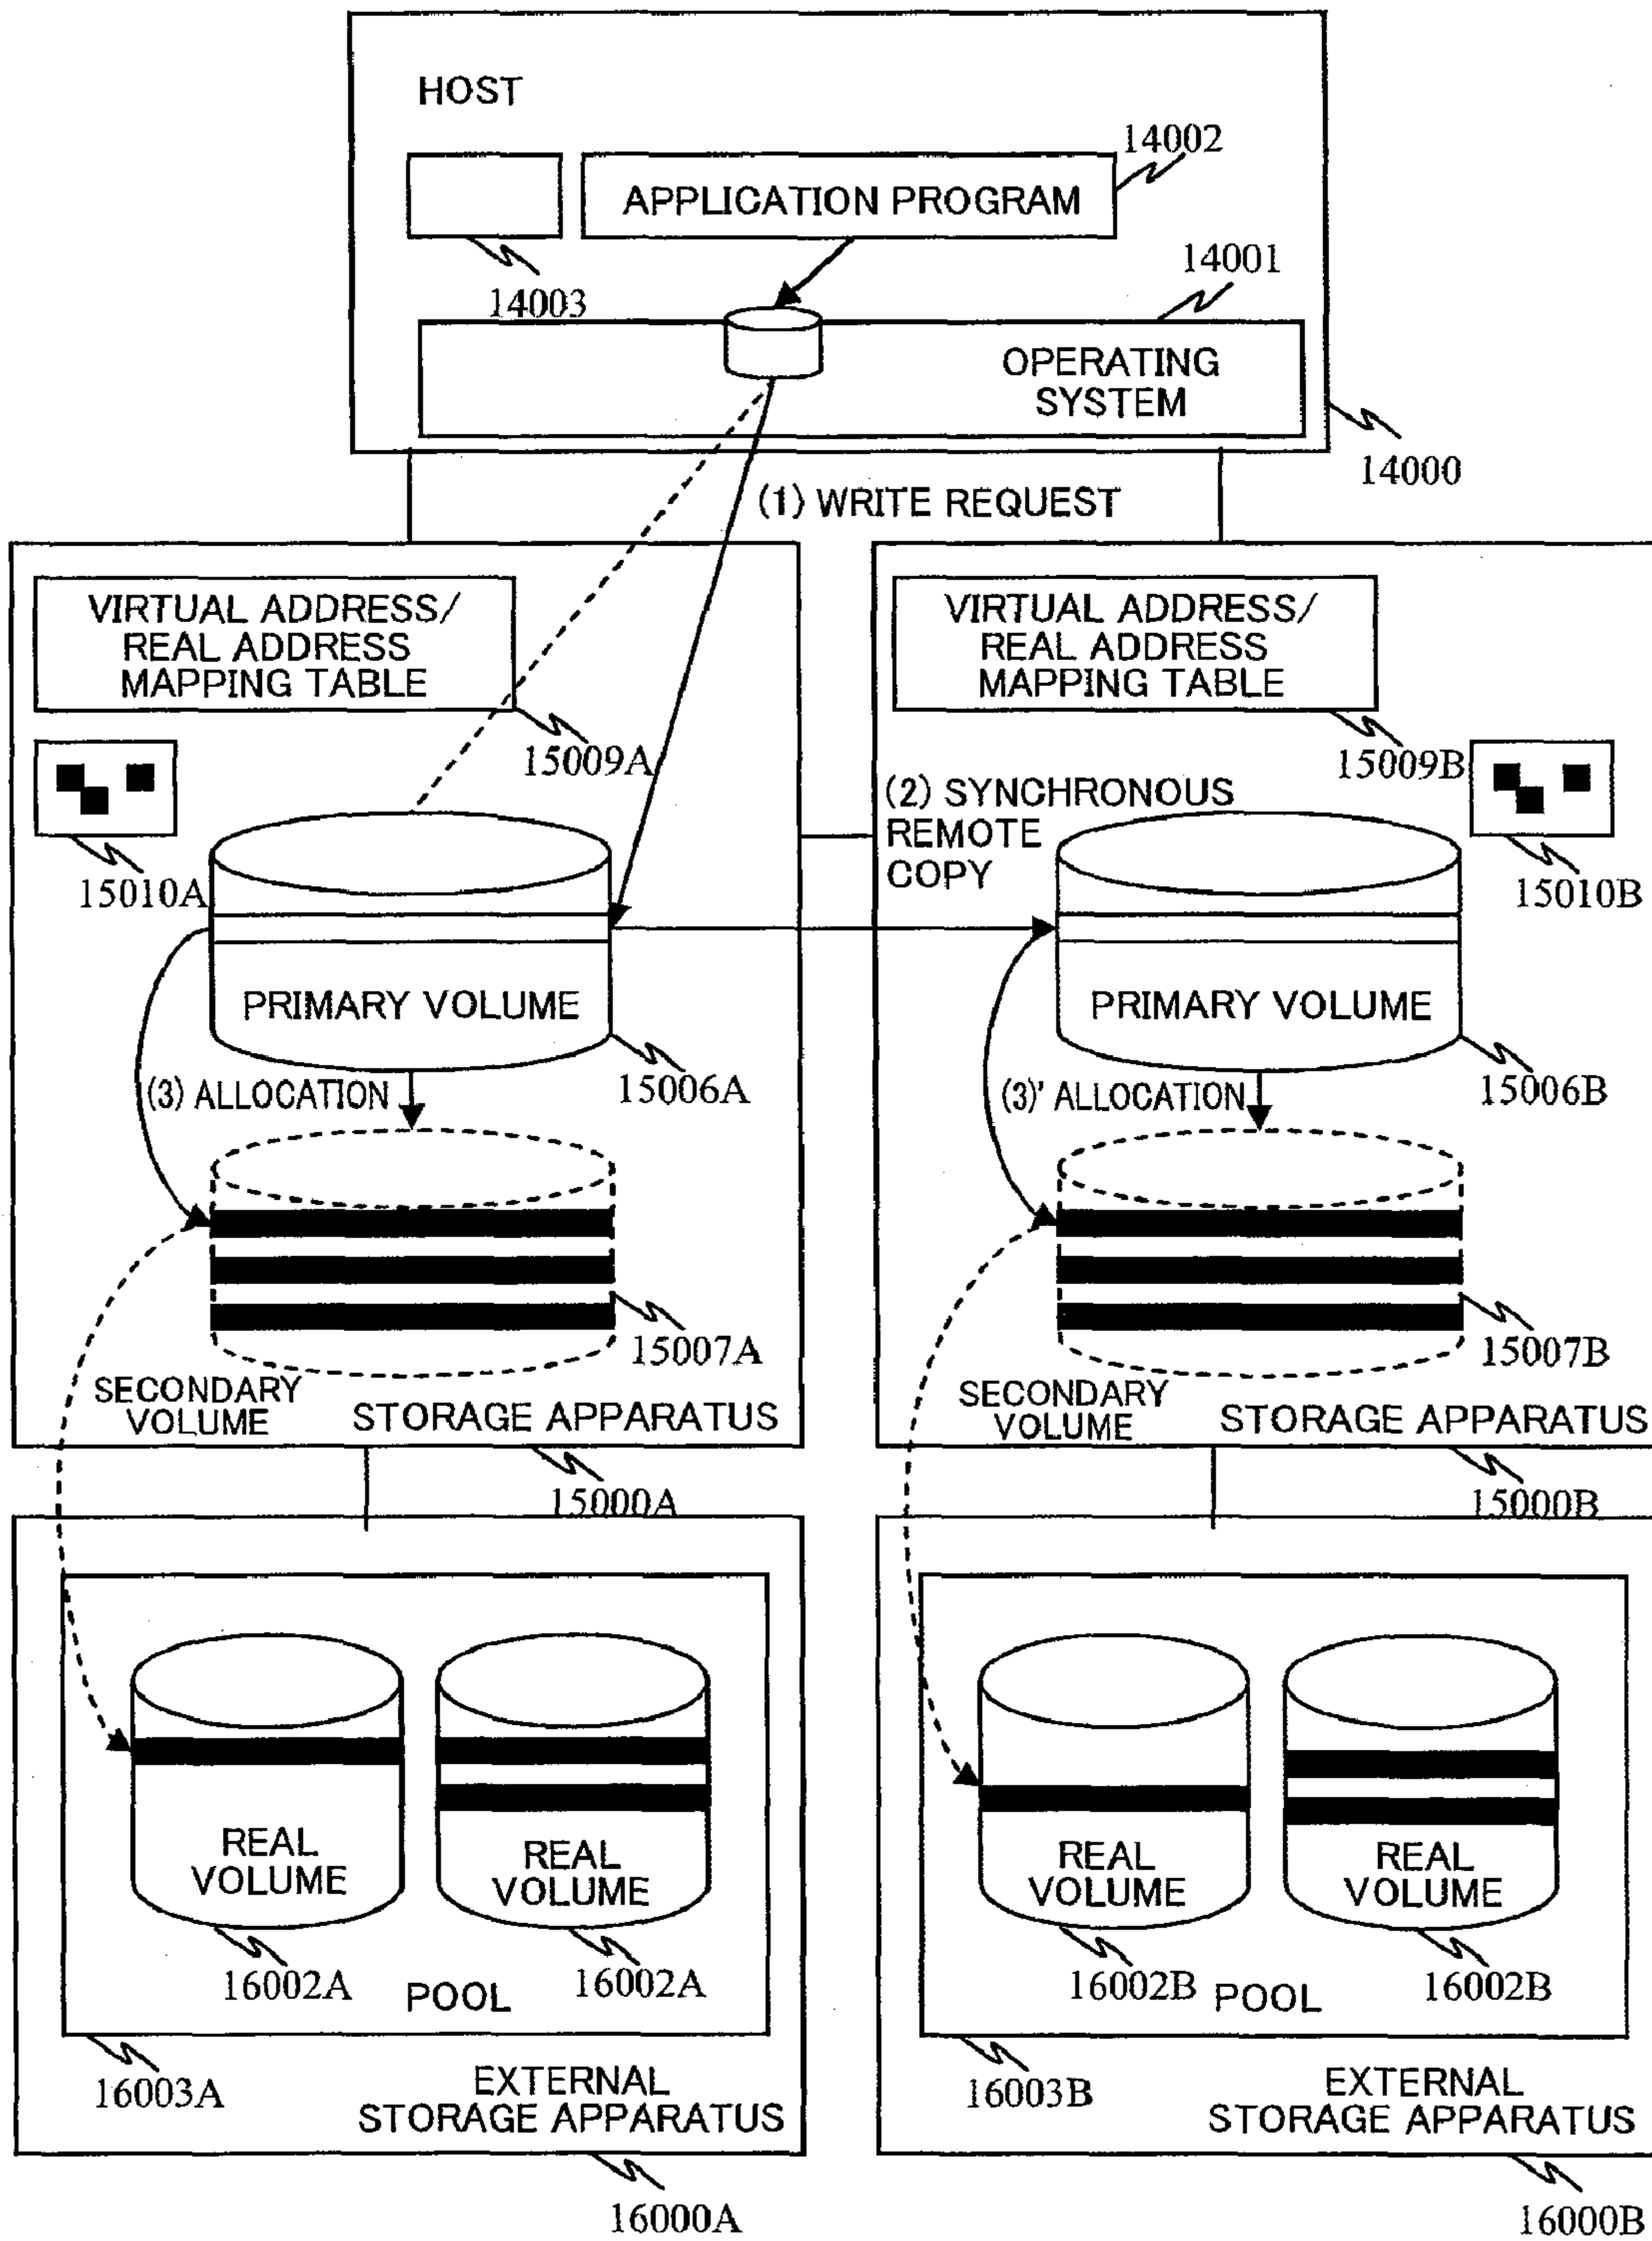 HOST
14002
APPLICATION PROGRAM
14003
14001
OPERATING
SYSTEM
14000
(1) WRITE REQUEST
VIRTUAL ADDRESS/
REAL ADDRESS
MAPPING TABLE
15009A
15010A
VIRTUAL ADDRESS/
REAL ADDRESS
MAPPING TABLE
15009B
15010B
(2) SYNCHRONOUS
REMOTE
COPY
PRIMARY VOLUME
15006A
PRIMARY VOLUME
15006B
(3) ALLOCATION
(3)' ALLOCATION
15007A
15007B
SECONDARY
VOLUME
STORAGE APPARATUS
15000A
SECONDARY
VOLUME
STORAGE APPARATUS
15000B
REAL
VOLUME
16002A
REAL
VOLUME
16002A
POOL
16003A
EXTERNAL
STORAGE APPARATUS
16000A
REAL
VOLUME
16002B
REAL
VOLUME
16002B
POOL
16003B
EXTERNAL
STORAGE APPARATUS
16000B